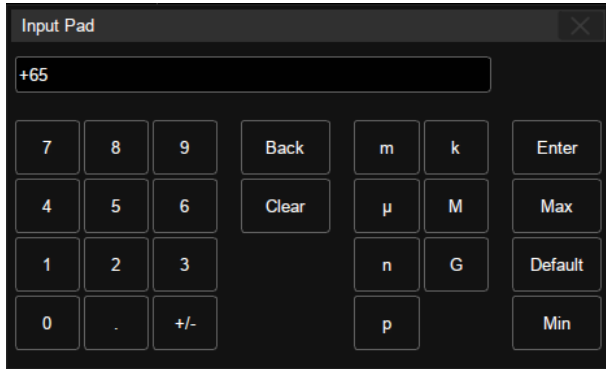 Input Pad
+65
7 8 9 Back m k Enter
4 5 6 Clear µ M Max
1 2 3 n G Default
0 . +/- p Min